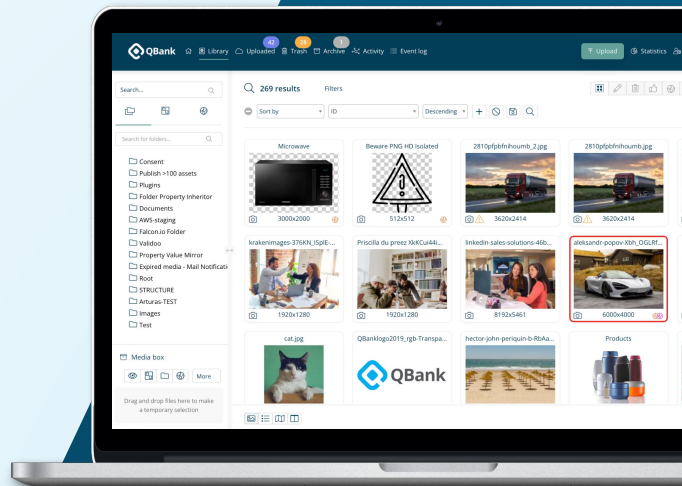 42 28 1
QBank Library Uploaded Trash Archive Activity Event log Upload Statistics
Search...
269 results Filters
Sort by ID Descending
Search for folders...
Consent
Publish >100 assets
Plugins
Folder Property Inheritor
Documents
AWS-staging
Falcon.io Folder
Validoo
Property Value Mirror
Expired media - Mail Notificati
Root
STRUCTURE
Arturas-TEST
Images
Test
Microwave Beware PNG HD Isolated 2810pfpbfnihoumb_2.jpg 2810pfpbfnihoumb.jpg
3000x2000 512x512 3620x2414 3620x2414
krakenimages-376KN_ISplE-... Priscilla du preez XkKCui44i... linkedin-sales-solutions-46b... aleksandr-popov-Xbh_OGLRf...
1920x1280 1920x1280 8192x5461 6000x4000
cat.jpg QBanklogo2019_rgb-Transpa... hector-john-periquin-b-RbAa... Products
QBank
Media box
More
Drag and drop files here to make
a temporary selection